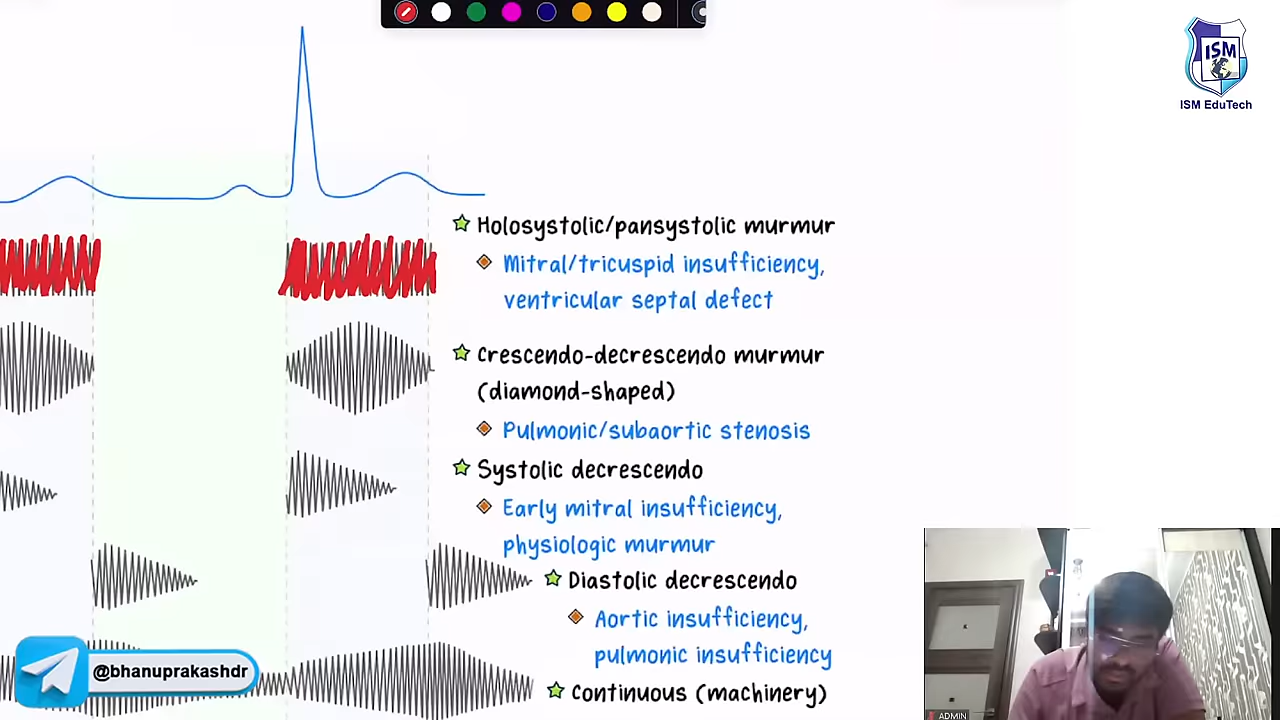 ISM
ISM EduTech
Holosystolic/pansystolic murmur
Mitral/tricuspid insufficiency,
ventricular septal defect
Crescendo-decrescendo murmur
(diamond-shaped)
Pulmonic/subaortic stenosis
Systolic decrescendo
Early mitral insufficiency,
physiologic murmur
Diastolic decrescendo
Aortic insufficiency,
pulmonic insufficiency
Continuous (machinery)
@bhanuprakashdr
ADMIN